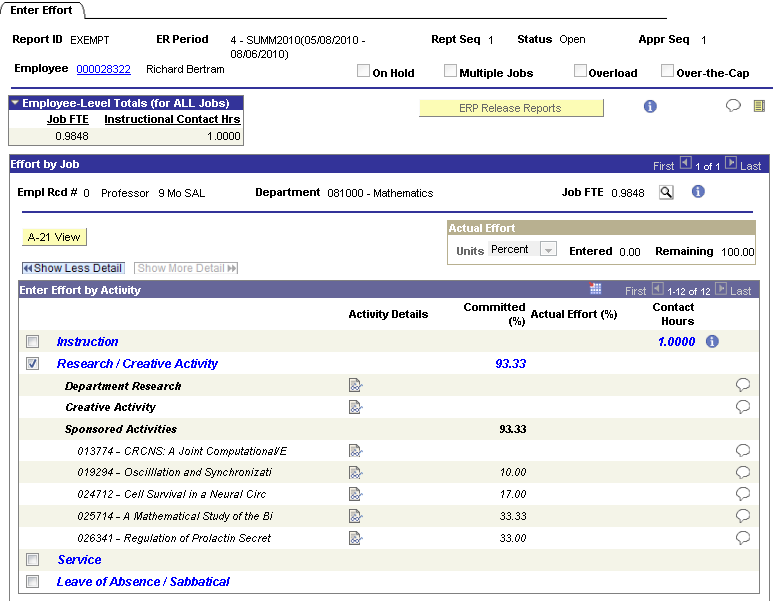 Enter Effort
Report ID EXEMPT ER Period 4 - SUMM2010(05/08/2010 - 08/06/2010) Rept Seq 1 Status Open Appr Seq 1
Employee 000028322 Richard Bertram On Hold Multiple Jobs Overload Over-the-Cap
Employee-Level Totals (for ALL Jobs)
Job FTE Instructional Contact Hrs
0.9848 1.0000
ERP Release Reports
Effort by Job First 1 of 1 Last
Empl Rcd # 0 Professor 9 Mo SAL Department 081000 - Mathematics Job FTE 0.9848
A-21 View
Actual Effort
Units Percent Entered 0.00 Remaining 100.00
Show Less Detail Show More Detail
Enter Effort by Activity First 1-12 of 12 Last
Activity Details Committed (%) Actual Effort (%) Contact Hours
Instruction 1.0000
Research / Creative Activity 93.33
Department Research
Creative Activity
Sponsored Activities 93.33
013774 - CRCNS: A Joint Computational/E
019294 - Oscilllation and Synchronizati 10.00
024712 - Cell Survival in a Neural Circ 17.00
025714 - A Mathematical Study of the Bi 33.33
026341 - Regulation of Prolactin Secret 33.00
Service
Leave of Absence / Sabbatical